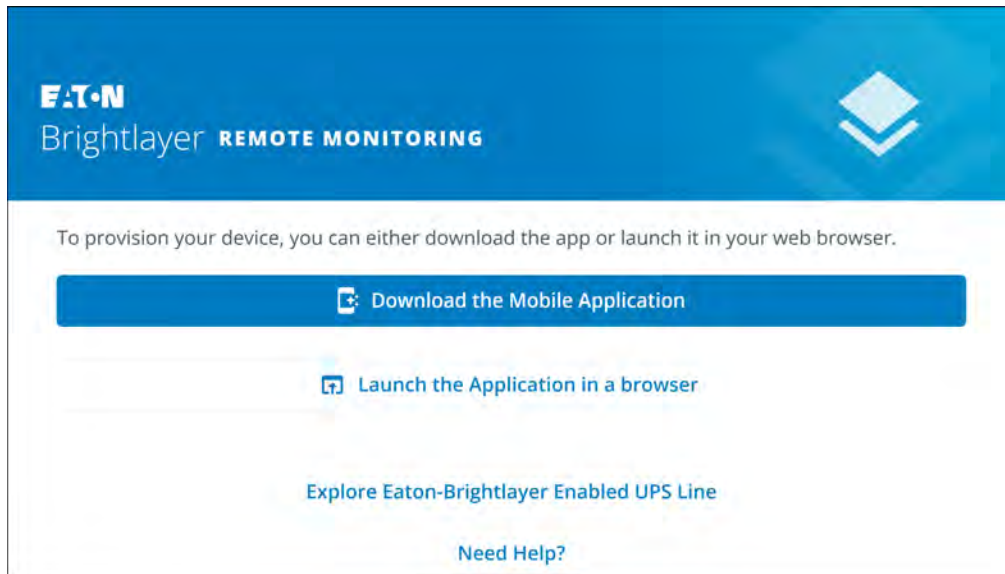 EATON
Brightlayer REMOTE MONITORING
To provision your device, you can either download the app or launch it in your web browser.
Download the Mobile Application
Launch the Application in a browser
Explore Eaton-Brightlayer Enabled UPS Line
Need Help?